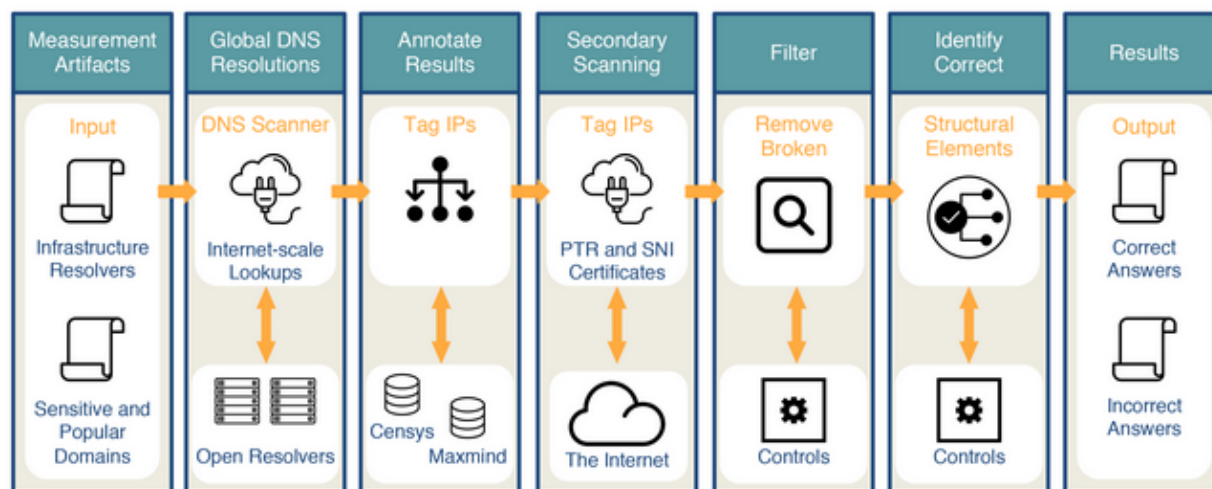 Measurement
Artifacts
Input
Infrastructure
Resolvers
Sensitive and
Popular
Domains
Global DNS
Resolutions
DNS Scanner
Internet-scale
Lookups
Open Resolvers
Annotate
Results
Tag IPs
Censys
Maxmind
Secondary
Scanning
Tag IPs
PTR and SNI
Certificates
The Internet
Filter
Remove
Broken
Controls
Identify
Correct
Structural
Elements
Controls
Results
Output
Correct
Answers
Incorrect
Answers